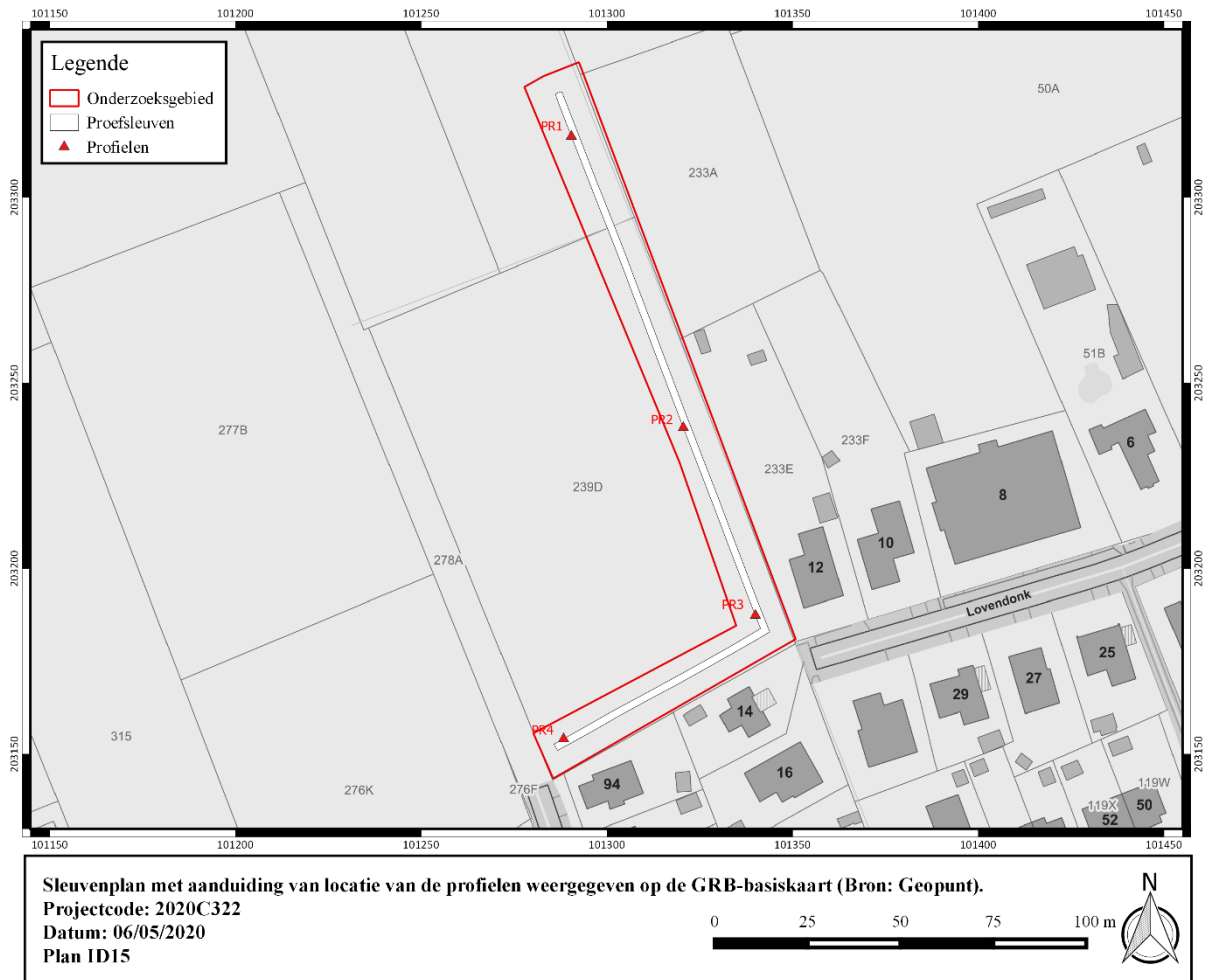 101150 101200 101250 101300 101350 101400 101450
Legende
Onderzoeksgebied
Proefsleuven
Profielen
50A
PR1
233A
203300 203300
51B
203250 203250
277B
PR2
233F
6
233E
239D
8
10
278A
12
203200 203200
PR3
Lovendonk
25
27
29
14
315
PR4
203150 203150
16
94
276K
276F
119W
119X
50
52
101150 101200 101250 101300 101350 101400 101450
Sleuvenplan met aanduiding van locatie van de profielen weergegeven op de GRB-basiskaart (Bron: Geopunt).
Projectcode: 2020C322
Datum: 06/05/2020
Plan ID15
N
0 25 50 75 100 m